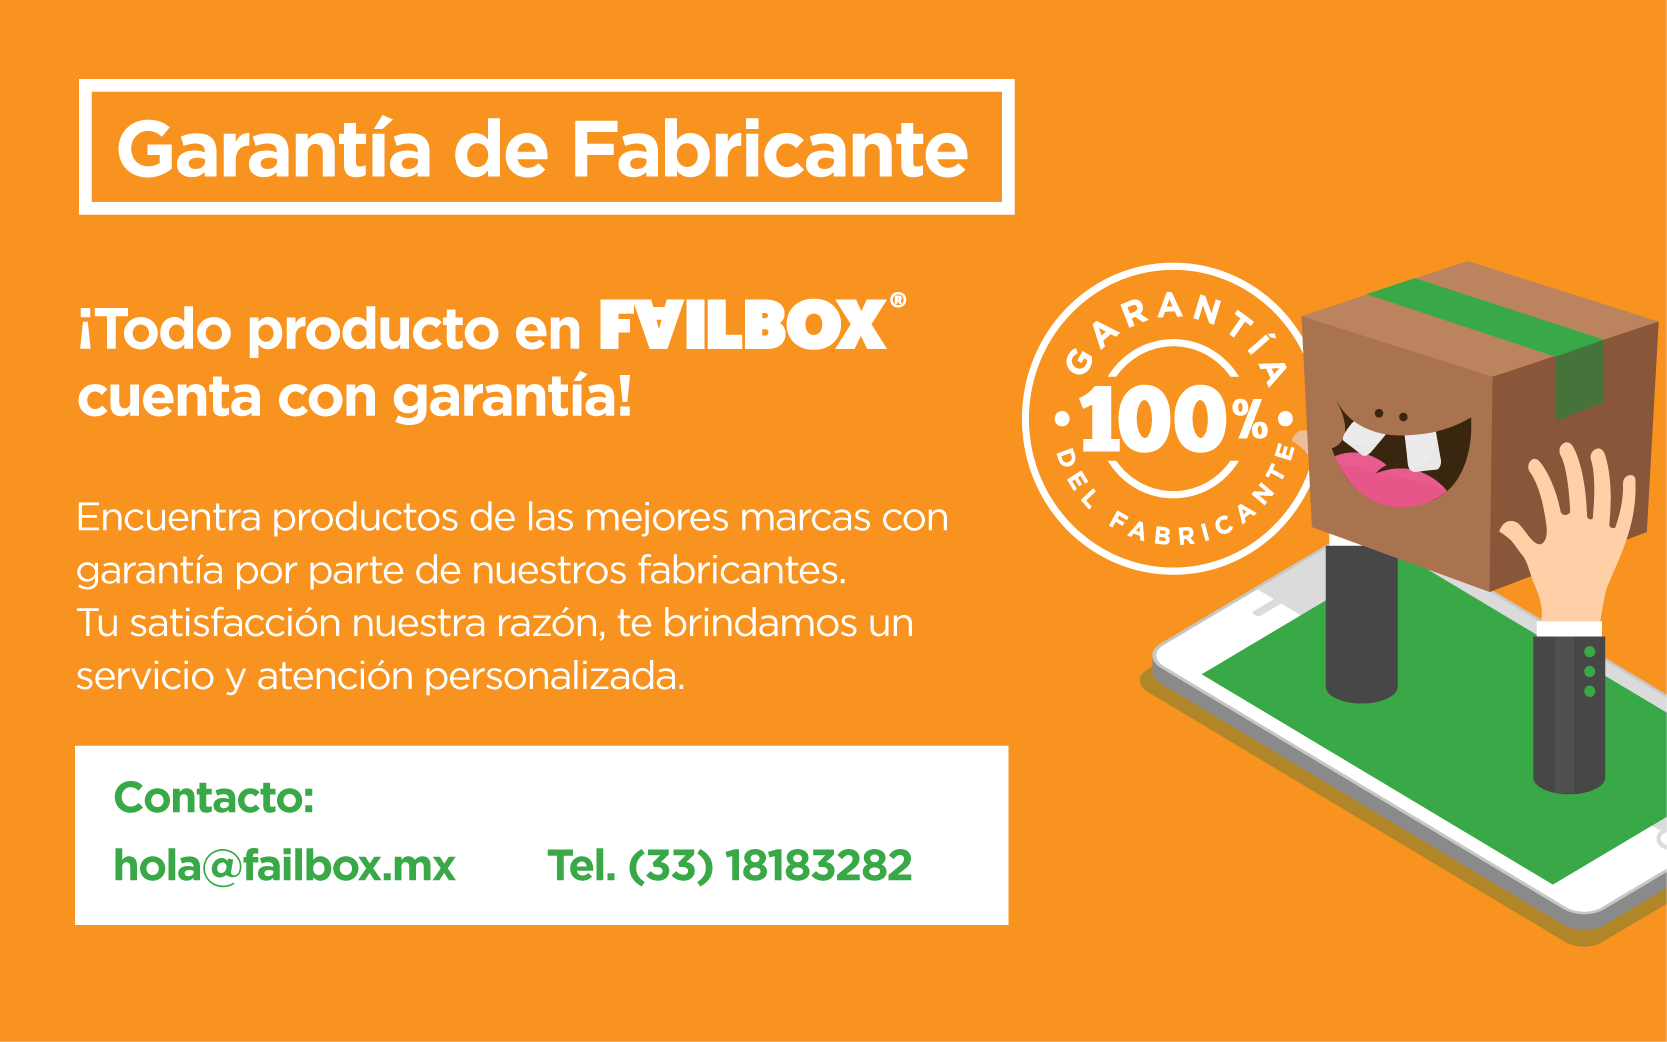 Garantía de Fabricante
¡Todo producto en FAILBOX®
cuenta con garantía!
GARANTÍA
100%
DEL FABRICANTE
Encuentra productos de las mejores marcas con
garantía por parte de nuestros fabricantes.
Tu satisfacción nuestra razón, te brindamos un
servicio y atención personalizada.
Contacto:
hola@failbox.mx Tel. (33) 18183282